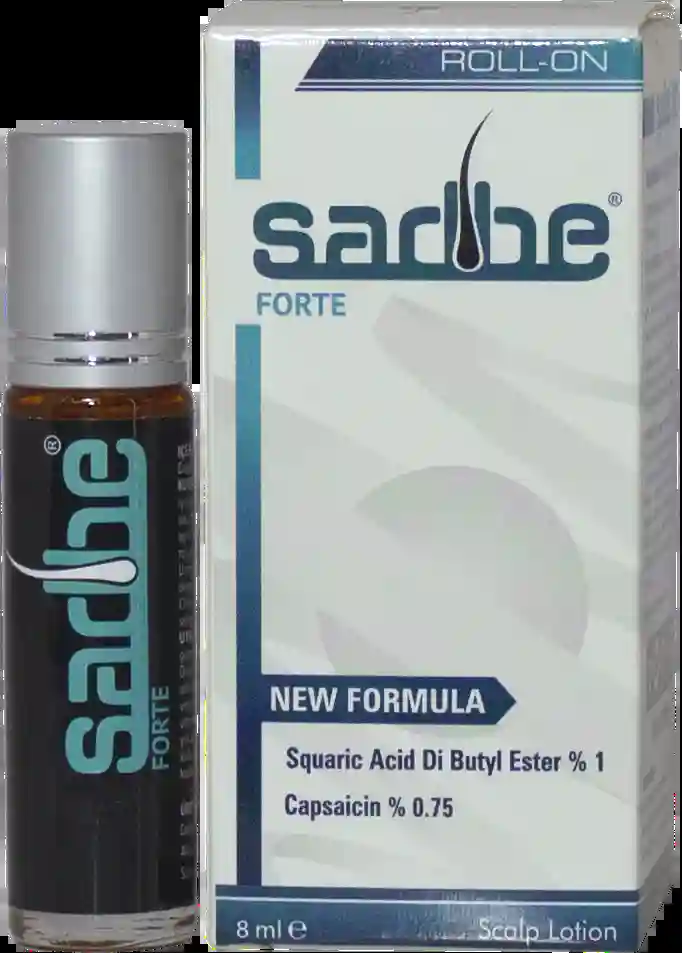 ROLL-ON
sadbe®
FORTE
NEW FORMULA
Squaric Acid Di Butyl Ester % 1
Capsaicin % 0.75
8 ml ℮
Scalp Lotion
sadbe®
FORTE